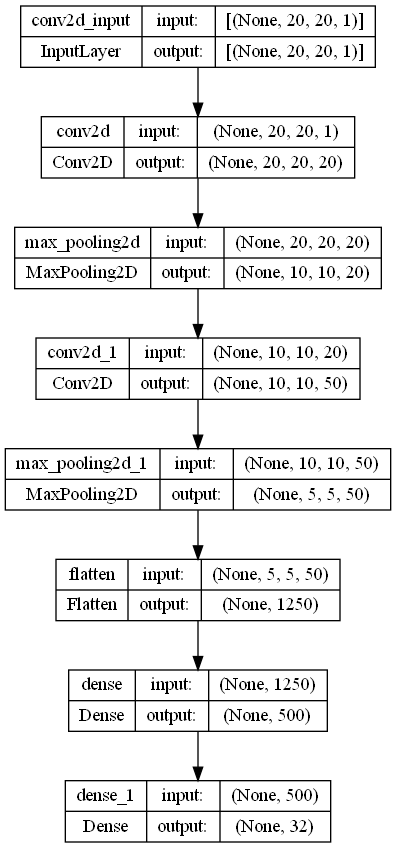 conv2d_input input: [(None, 20, 20, 1)]
InputLayer output: [(None, 20, 20, 1)]
conv2d input: (None, 20, 20, 1)
Conv2D output: (None, 20, 20, 20)
max_pooling2d input: (None, 20, 20, 20)
MaxPooling2D output: (None, 10, 10, 20)
conv2d_1 input: (None, 10, 10, 20)
Conv2D output: (None, 10, 10, 50)
max_pooling2d_1 input: (None, 10, 10, 50)
MaxPooling2D output: (None, 5, 5, 50)
flatten input: (None, 5, 5, 50)
Flatten output: (None, 1250)
dense input: (None, 1250)
Dense output: (None, 500)
dense_1 input: (None, 500)
Dense output: (None, 32)